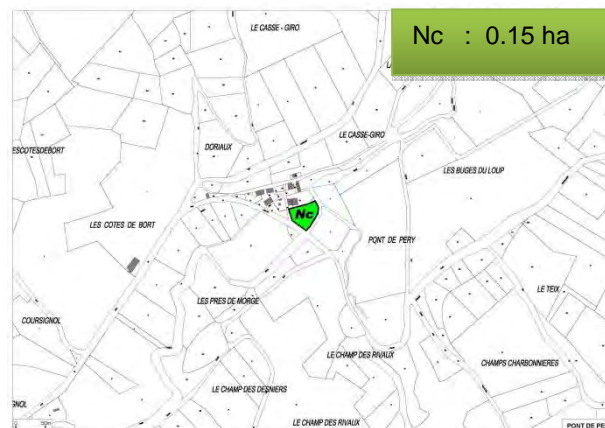 Nc : 0.15 ha
LE CASSE - GIRO
LE CASSE-GIRO
DORIAUX
LES BUGES DU LOUP
LES COTES DE BORT
Nc
PONT DE PERY
LES PRES DE MORGE
LE TEIX
COURSIGNOL
LE CHAMP DES RIVAUX
CHAMPS CHARBONNIERES
LE CHAMP DES DESNIERS
LE CHAMP DES RIVAUX